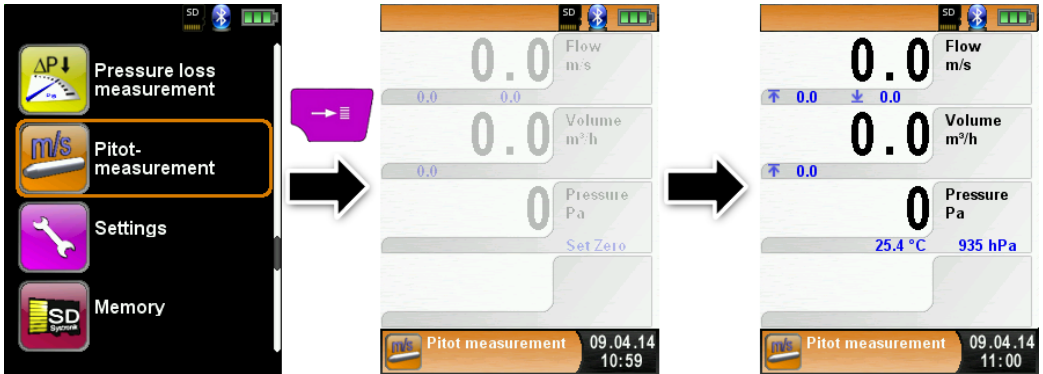 SD
ΔP
Pa
Pressure loss
measurement
m/s
Pitot-
measurement
Settings
SD
Systems
Memory
SD
0.0
Flow
m/s
0.0 0.0
0.0
Volume
m³/h
0.0
0
Pressure
Pa
Set Zero
m/s
Pitot measurement
09.04.14
10:59
SD
0.0
Flow
m/s
0.0 0.0
0.0
Volume
m³/h
0.0
0
Pressure
Pa
25.4 °C 935 hPa
m/s
Pitot measurement
09.04.14
11:00